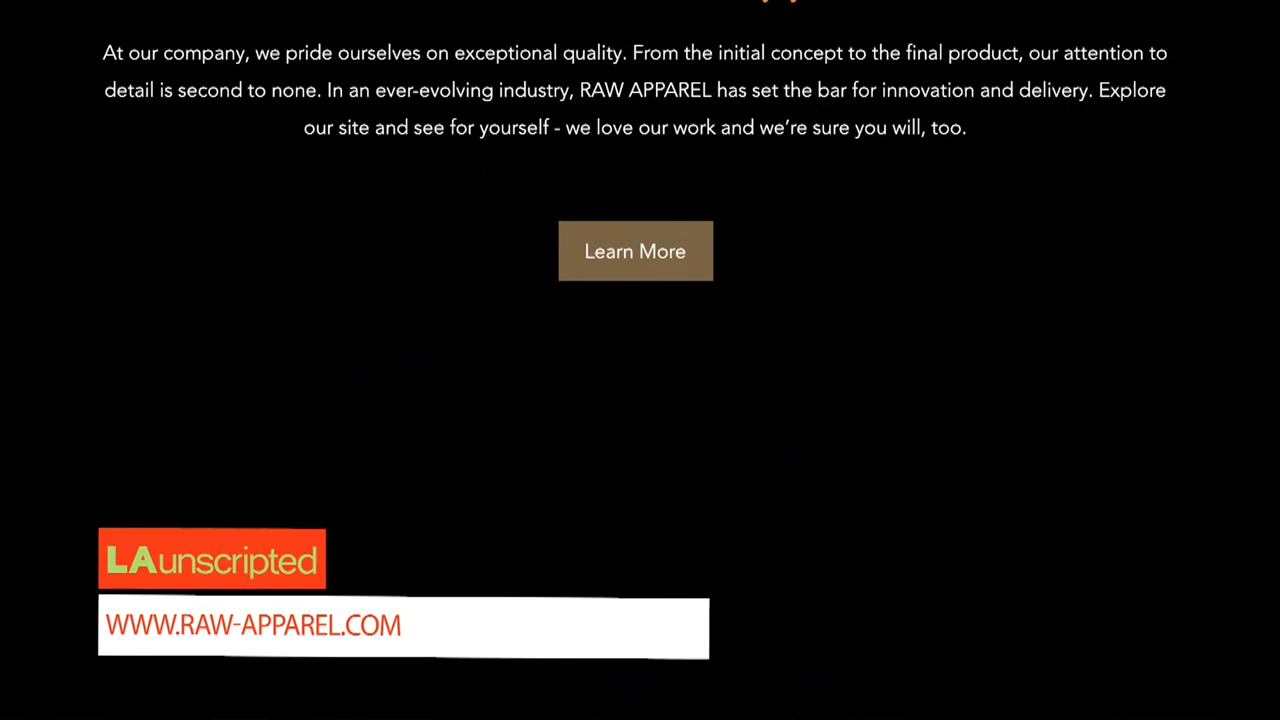 At our company, we pride ourselves on exceptional quality. From the initial concept to the final product, our attention to
detail is second to none. In an ever-evolving industry, RAW APPAREL has set the bar for innovation and delivery. Explore
our site and see for yourself - we love our work and we’re sure you will, too.
Learn More
LAunscripted
WWW.RAW-APPAREL.COM